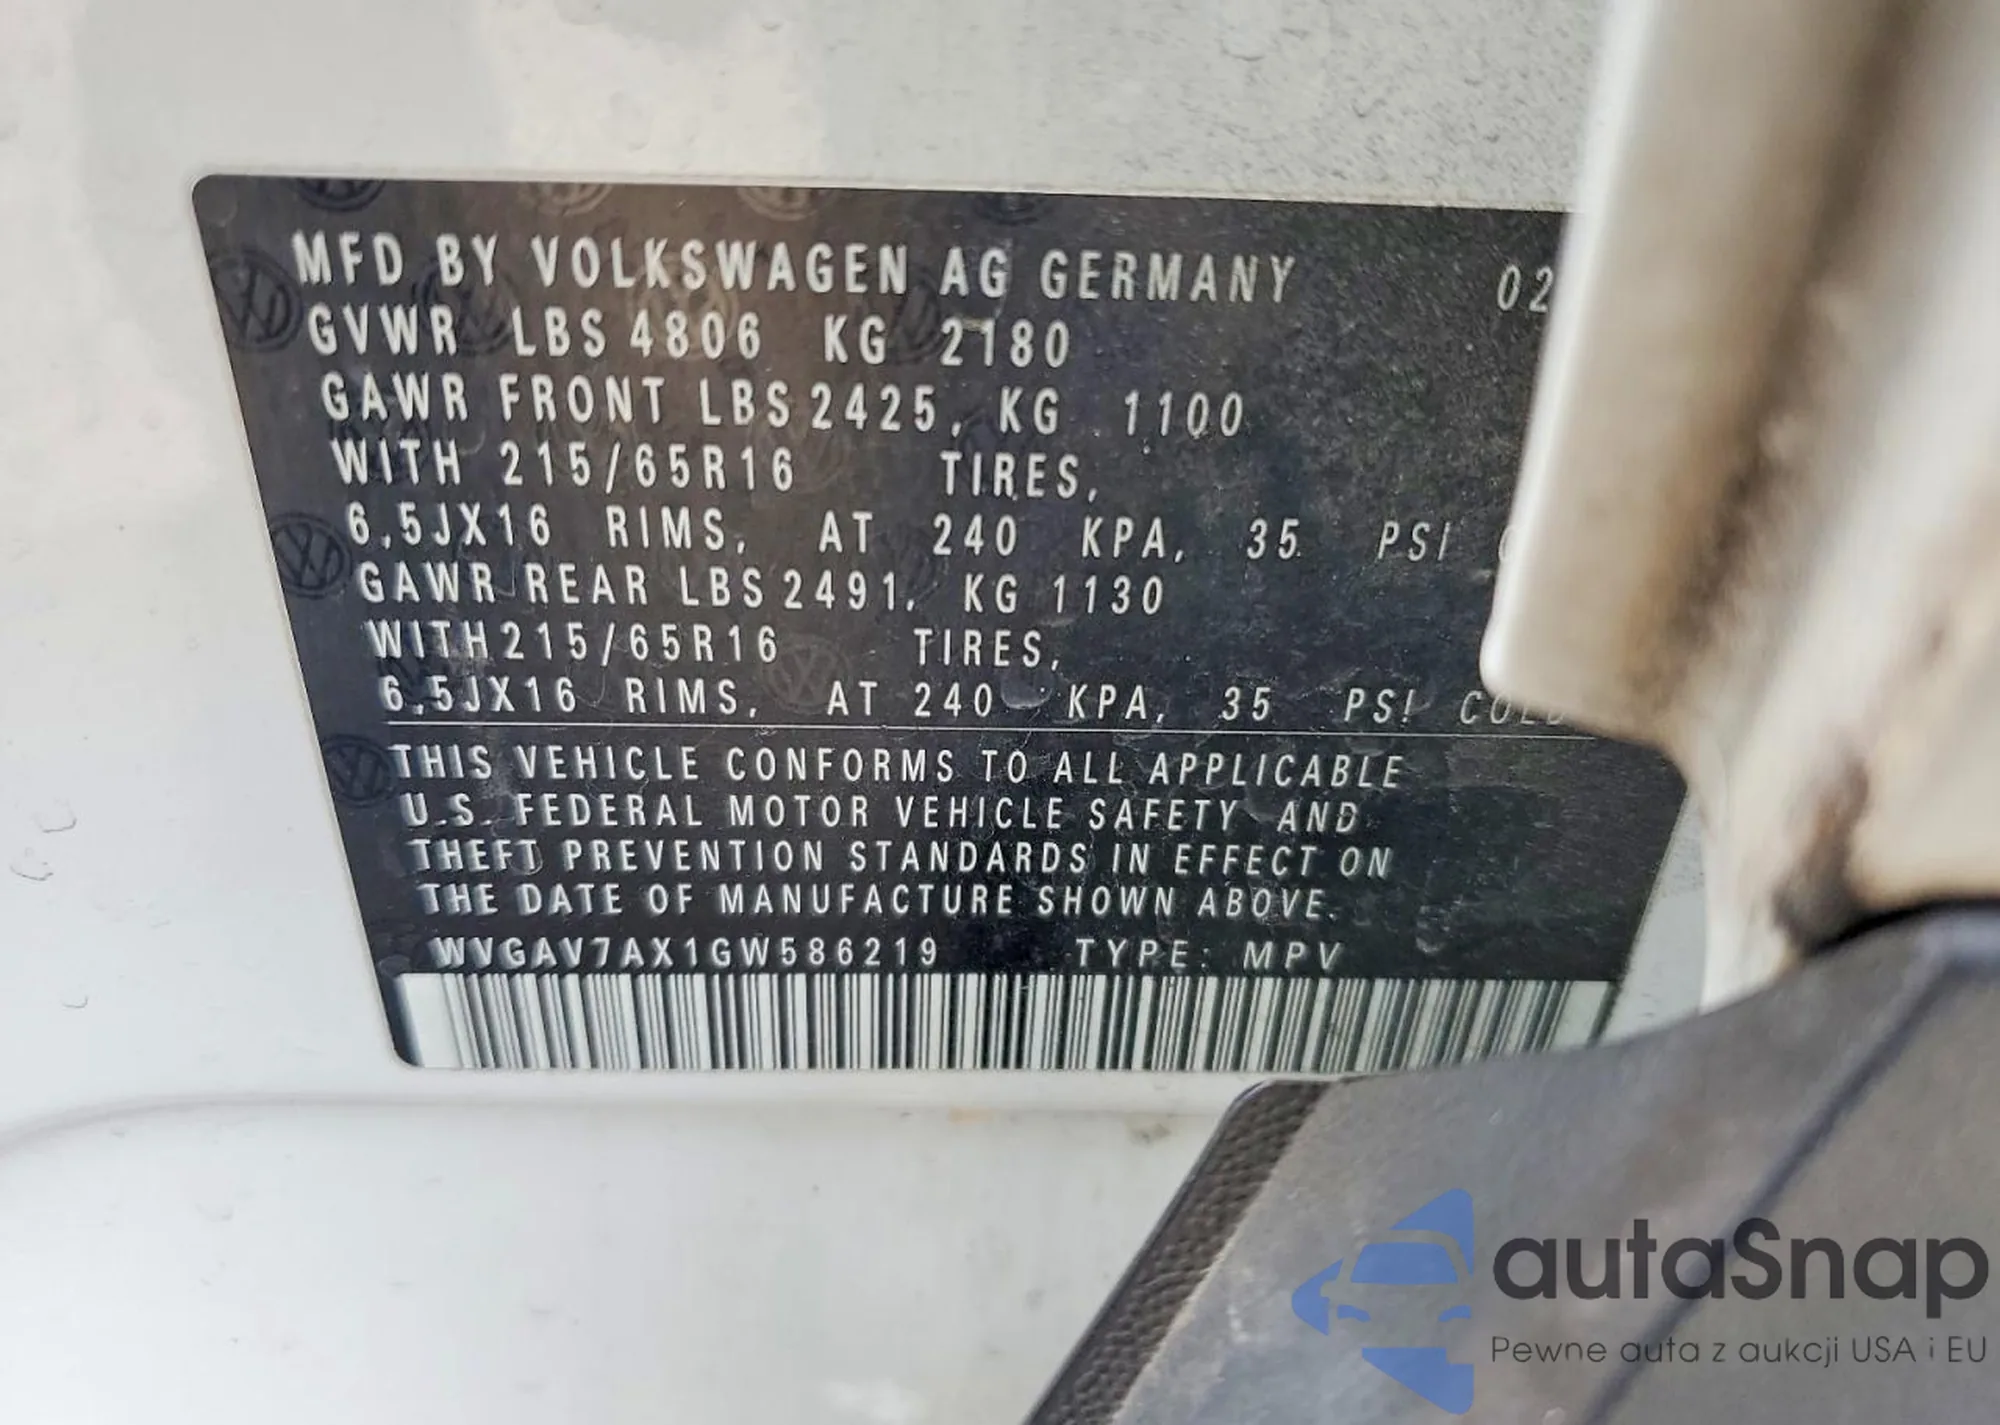 MFD BY VOLKSWAGEN AG GERMANY 02
GVWR LBS 4806 KG 2180
GAWR FRONT LBS 2425, KG 1100
WITH 215/65R16 TIRES,
6,5JX16 RIMS, AT 240 KPA, 35 PSI
GAWR REAR LBS 2491, KG 1130
WITH 215/65R16 TIRES,
6,5JX16 RIMS, AT 240 KPA, 35 PSI COLD
THIS VEHICLE CONFORMS TO ALL APPLICABLE
U.S. FEDERAL MOTOR VEHICLE SAFETY AND
THEFT PREVENTION STANDARDS IN EFFECT ON
THE DATE OF MANUFACTURE SHOWN ABOVE.
WVGAV7AX1GW586219 TYPE: MPV
autaSnap
Pewne auta z aukcji USA i EU